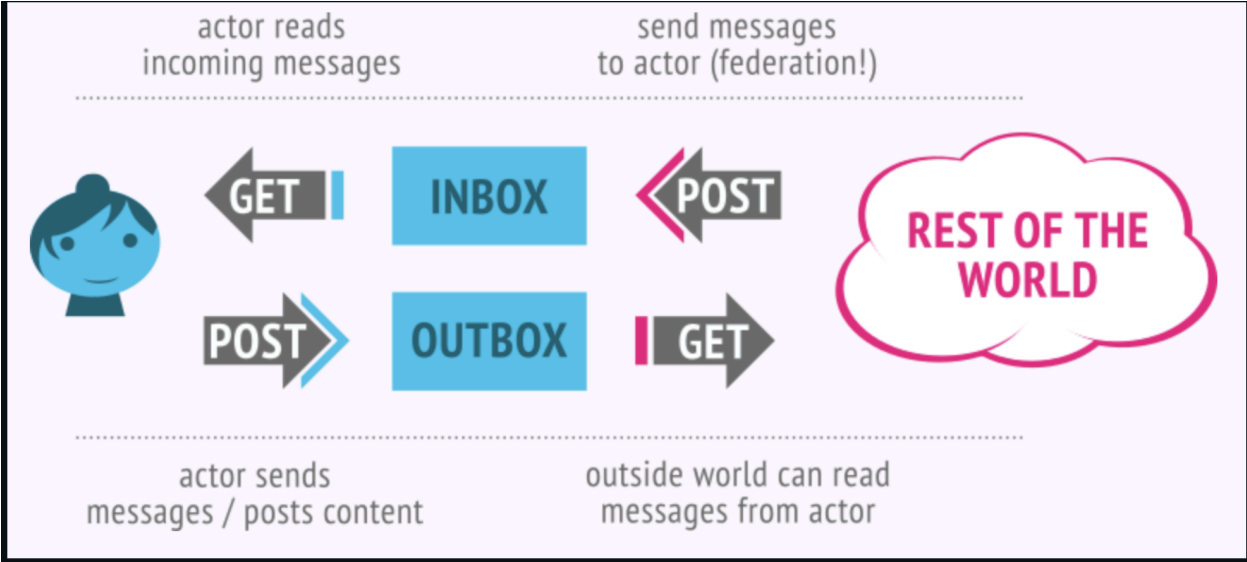 actor reads
incoming messages
send messages
to actor (federation!)
GET
INBOX
POST
REST OF THE
WORLD
POST
OUTBOX
GET
actor sends
messages / posts content
outside world can read
messages from actor